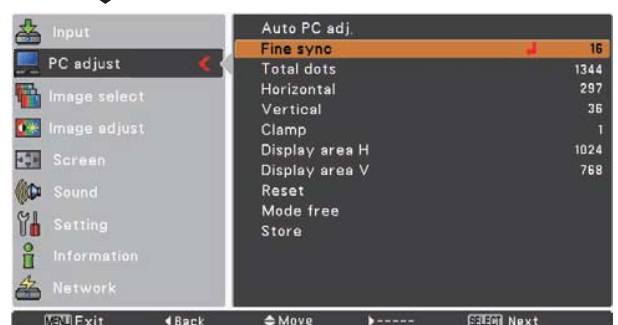 Input
PC adjust
Image select
Image adjust
Screen
Sound
Setting
Information
Network
Auto PC adj.
Fine sync 16
Total dots 1344
Horizontal 297
Vertical 36
Clamp 1
Display area H 1024
Display area V 768
Reset
Mode free
Store
MENU Exit ◀Back ⬍Move ▶----- SELECT Next